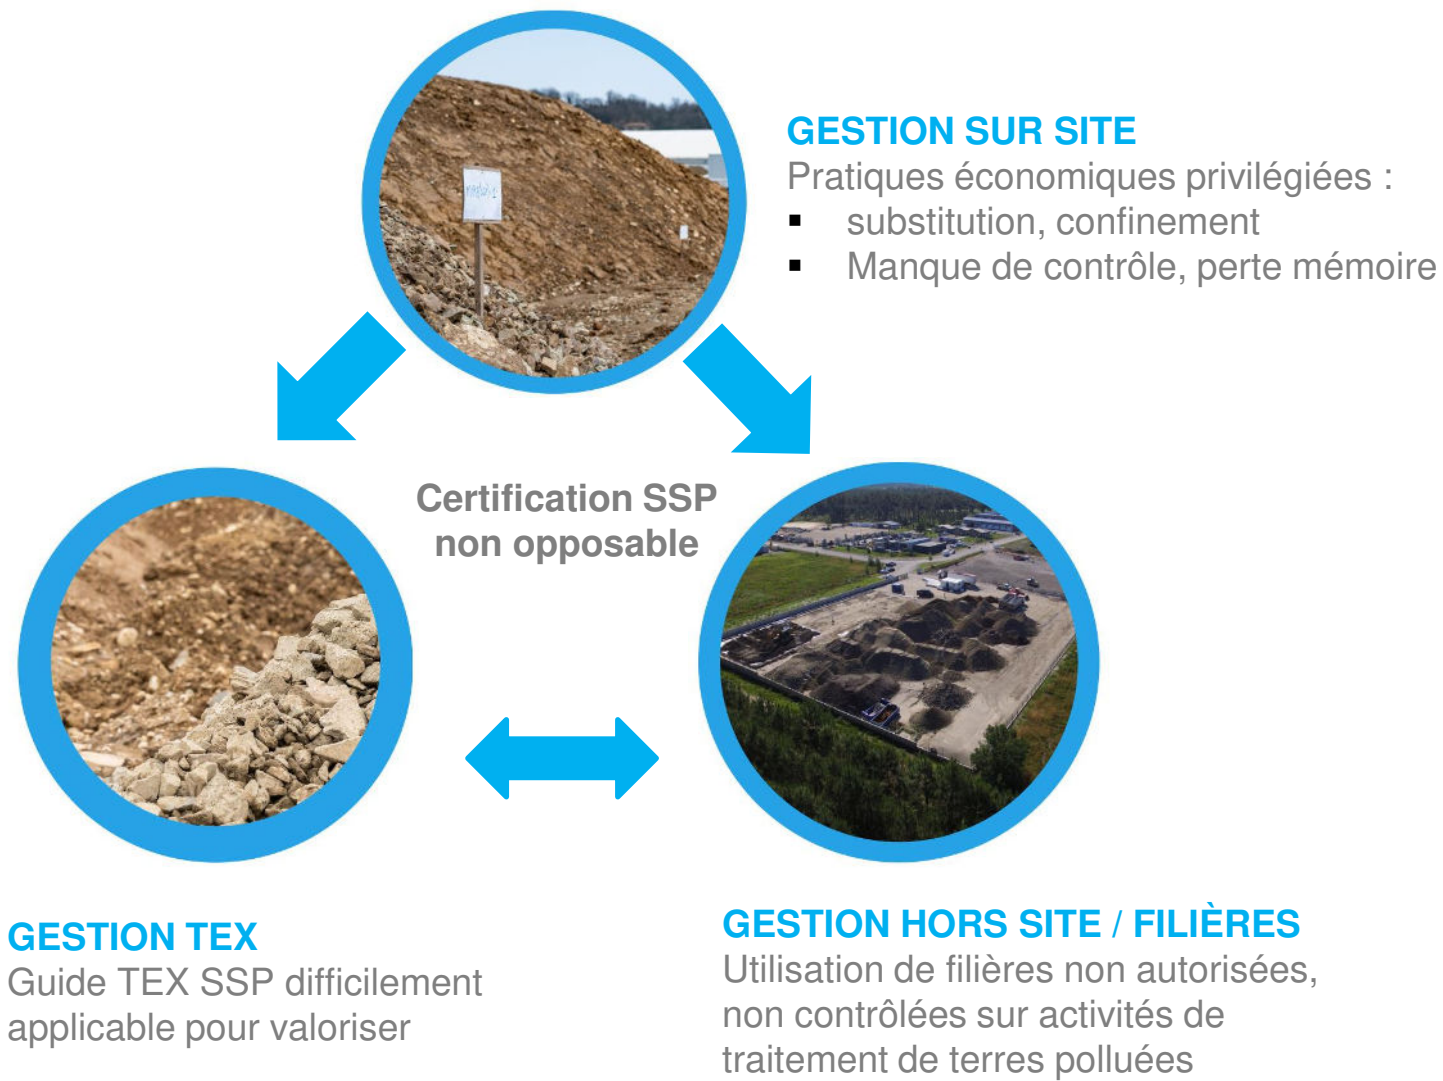 GESTION SUR SITE
Pratiques économiques privilégiées :
▪ substitution, confinement
▪ Manque de contrôle, perte mémoire
Certification SSP
non opposable
GESTION TEX
Guide TEX SSP difficilement
applicable pour valoriser
GESTION HORS SITE / FILIÈRES
Utilisation de filières non autorisées,
non contrôlées sur activités de
traitement de terres polluées